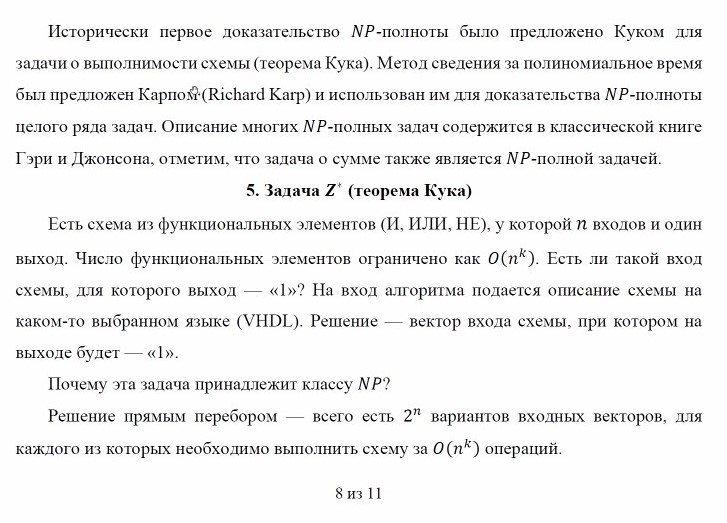 Исторически первое доказательство NP-полноты было предложено Куком для
задачи о выполнимости схемы (теорема Кука). Метод сведения за полиномиальное время
был предложен Карпом (Richard Karp) и использован им для доказательства NP-полноты
целого ряда задач. Описание многих NP-полных задач содержится в классической книге
Гэри и Джонсона, отметим, что задача о сумме также является NP-полной задачей.
5. Задача Z* (теорема Кука)
Есть схема из функциональных элементов (И, ИЛИ, НЕ), у которой n входов и один
выход. Число функциональных элементов ограничено как O(n^k). Есть ли такой вход
схемы, для которого выход — «1»? На вход алгоритма подается описание схемы на
каком-то выбранном языке (VHDL). Решение — вектор входа схемы, при котором на
выходе будет — «1».
Почему эта задача принадлежит классу NP?
Решение прямым перебором — всего есть 2^n вариантов входных векторов, для
каждого из которых необходимо выполнить схему за O(n^k) операций.
8 из 11